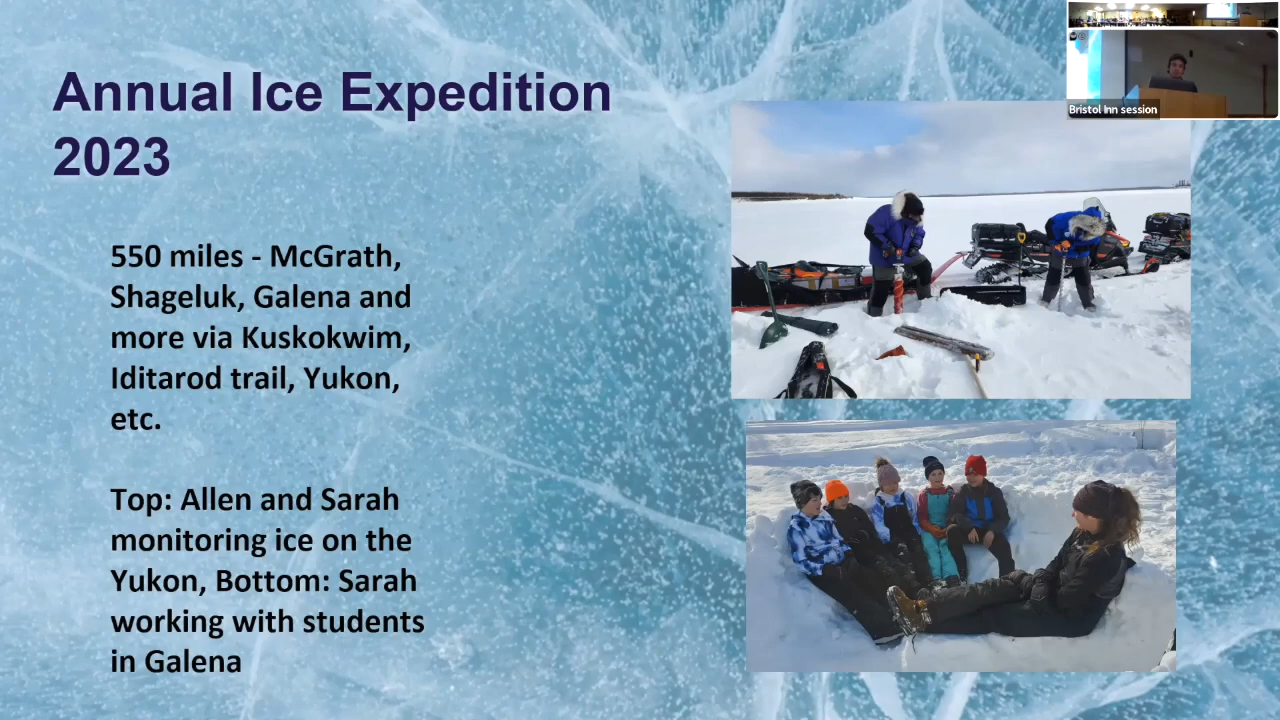 Annual Ice Expedition
2023
550 miles - McGrath,
Shageluk, Galena and
more via Kuskokwim,
Iditarod trail, Yukon,
etc.
Top: Allen and Sarah
monitoring ice on the
Yukon, Bottom: Sarah
working with students
in Galena
Bristol Inn session